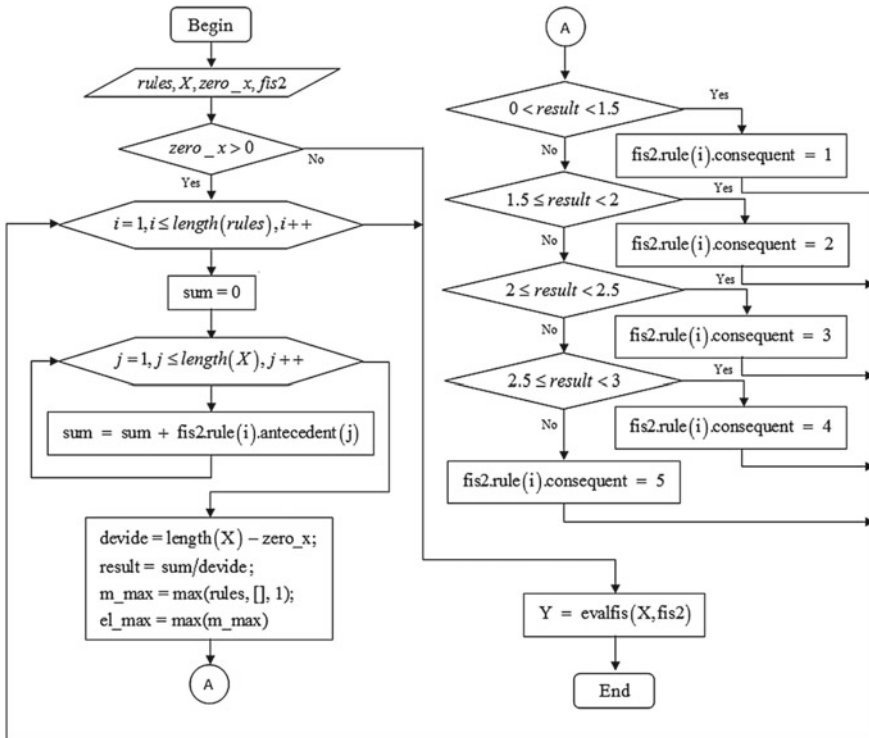 Begin
rules, X, zero_x, fis2
zero_x > 0
No
Yes
i = 1, i ≤ length(rules), i++
sum = 0
j = 1, j ≤ length(X), j++
sum = sum + fis2.rule(i).antecedent(j)
devide = length(X) − zero_x;
result = sum/devide;
m_max = max(rules, [], 1);
el_max = max(m_max)
A
A
0 < result < 1.5
Yes
fis2.rule(i).consequent = 1
No
1.5 ≤ result < 2
Yes
fis2.rule(i).consequent = 2
No
2 ≤ result < 2.5
Yes
fis2.rule(i).consequent = 3
No
2.5 ≤ result < 3
Yes
fis2.rule(i).consequent = 4
No
fis2.rule(i).consequent = 5
Y = evalfis(X,fis2)
End